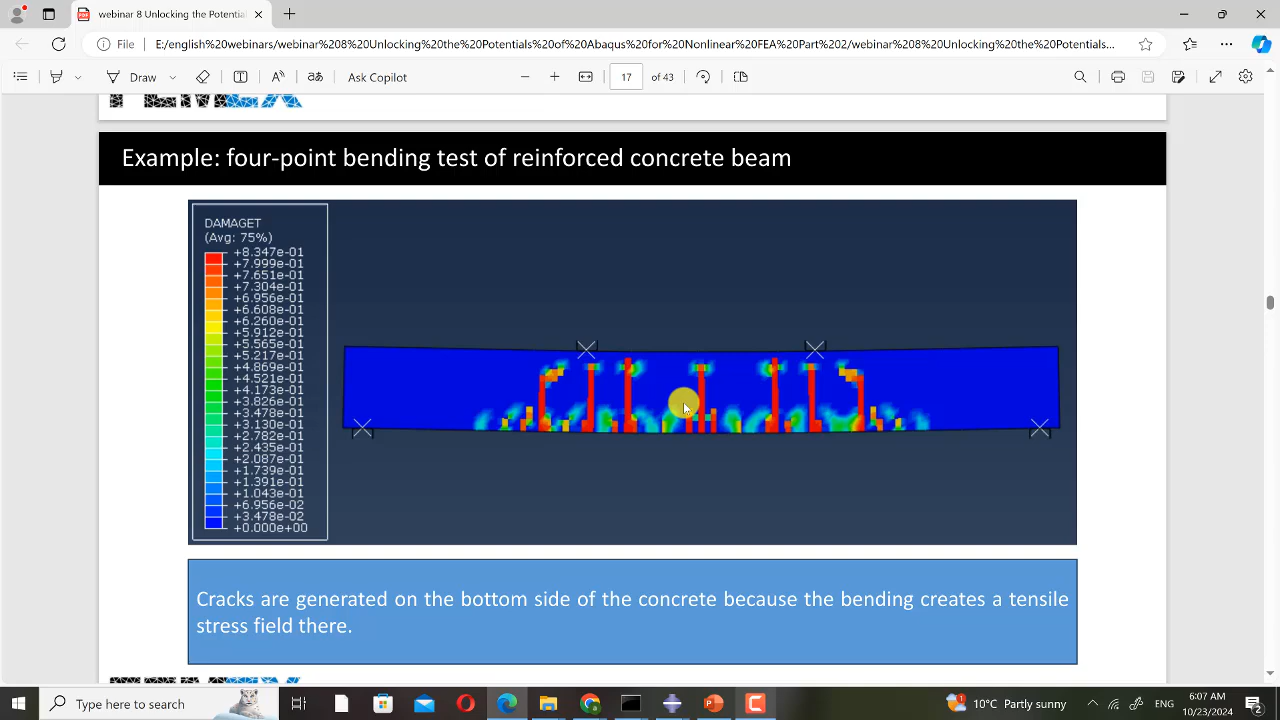 webinar 8 Unlocking the Potentia
File
E:/english%20webinars/webinar%208%20Unlocking%20the%20Potentials%20o%20Abaqus%20for%20Nonlinear%20FEA%20Part%202/webinar%208%20Unlocking%20the%20Potentials...
Draw
Ask Copilot
17 of 43
FEMEX
Example: four-point bending test of reinforced concrete beam
DAMAGET
(Avg: 75%)
+8.347e-01
+7.999e-01
+7.651e-01
+7.304e-01
+6.956e-01
+6.608e-01
+6.260e-01
+5.912e-01
+5.565e-01
+5.217e-01
+4.869e-01
+4.521e-01
+4.173e-01
+3.826e-01
+3.478e-01
+3.130e-01
+2.782e-01
+2.435e-01
+2.087e-01
+1.739e-01
+1.391e-01
+1.043e-01
+6.956e-02
+3.478e-02
+0.000e+00
Cracks are generated on the bottom side of the concrete because the bending creates a tensile
stress field there.
Type here to search
10°C Partly sunny
ENG
6:07 AM
10/23/2024